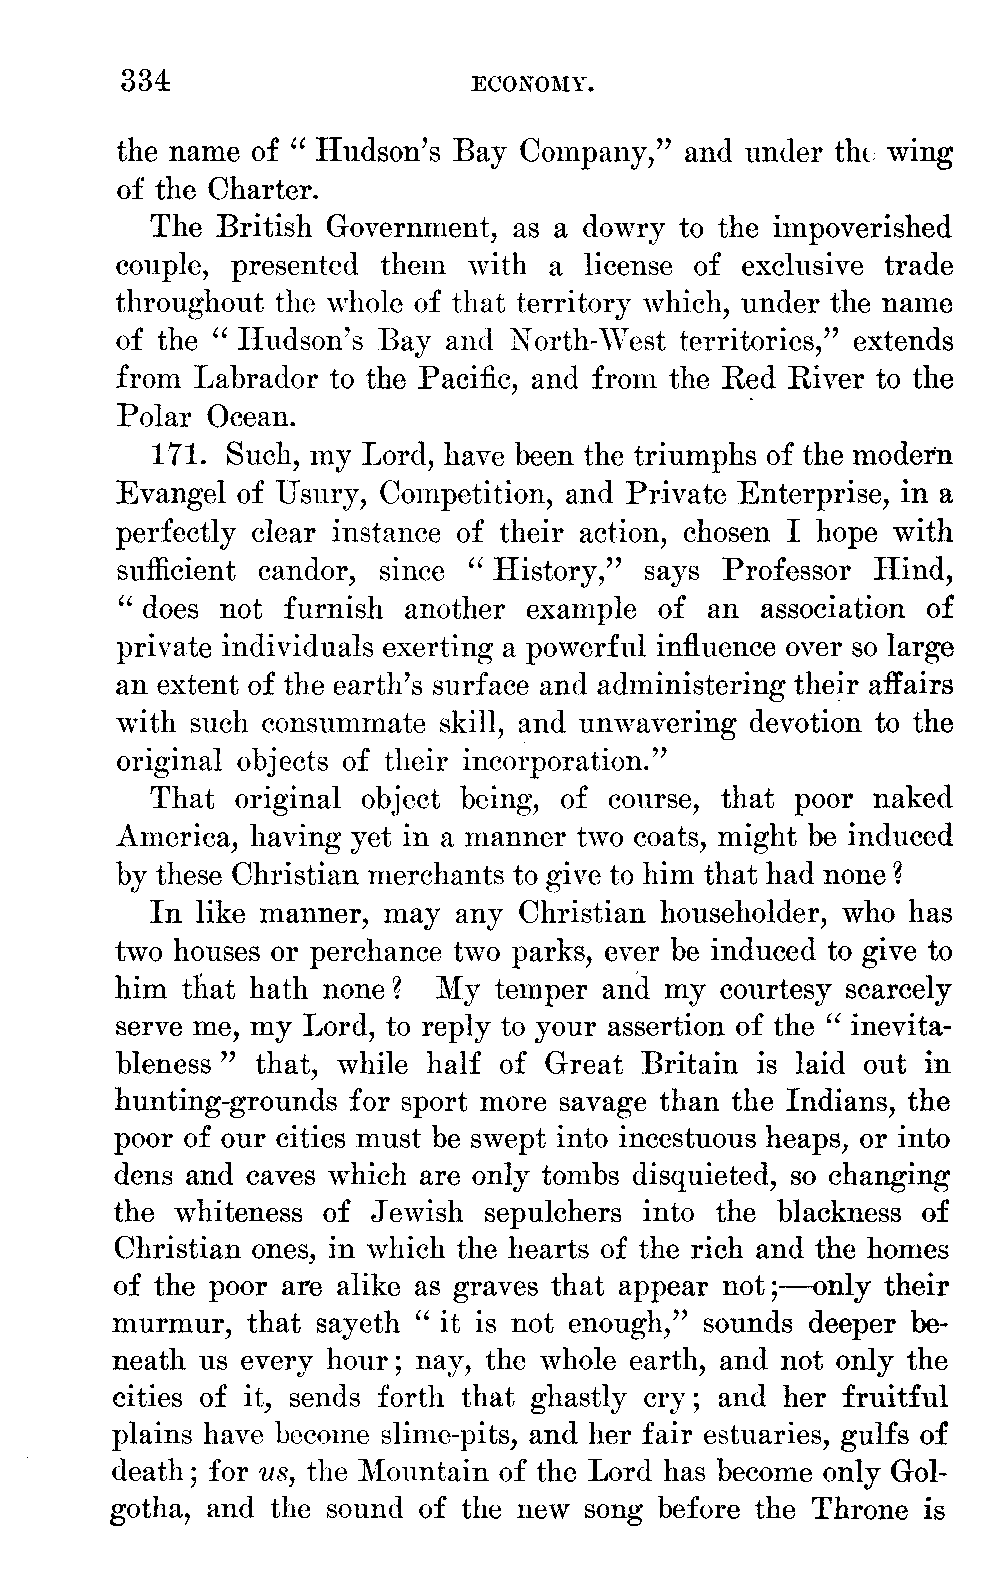 334 ECONOMY.
the name of “ Hudson’s Bay Company,” and under the wing
of the Charter.
The British Government, as a dowry to the impoverished
couple, presented them with a license of exclusive trade
throughout the whole of that territory which, under the name
of the “ Hudson’s Bay and North-West territories,” extends
from Labrador to the Pacific, and from the Red River to the
Polar Ocean.
171. Such, my Lord, have been the triumphs of the modern
Evangel of Usury, Competition, and Private Enterprise, in a
perfectly clear instance of their action, chosen I hope with
sufficient candor, since “ History,” says Professor Hind,
“ does not furnish another example of an association of
private individuals exerting a powerful influence over so large
an extent of the earth’s surface and administering their affairs
with such consummate skill, and unwavering devotion to the
original objects of their incorporation.”
That original object being, of course, that poor naked
America, having yet in a manner two coats, might be induced
by these Christian merchants to give to him that had none?
In like manner, may any Christian householder, who has
two houses or perchance two parks, ever be induced to give to
him that hath none? My temper and my courtesy scarcely
serve me, my Lord, to reply to your assertion of the “ inevita-
bleness ” that, while half of Great Britain is laid out in
hunting-grounds for sport more savage than the Indians, the
poor of our cities must be swept into incestuous heaps, or into
dens and caves which are only tombs disquieted, so changing
the whiteness of Jewish sepulchers into the blackness of
Christian ones, in which the hearts of the rich and the homes
of the poor are alike as graves that appear not;—only their
murmur, that sayeth “ it is not enough,” sounds deeper be-
neath us every hour; nay, the whole earth, and not only the
cities of it, sends forth that ghastly cry; and her fruitful
plains have become slime-pits, and her fair estuaries, gulfs of
death; for us, the Mountain of the Lord has become only Gol-
gotha, and the sound of the new song before the Throne is